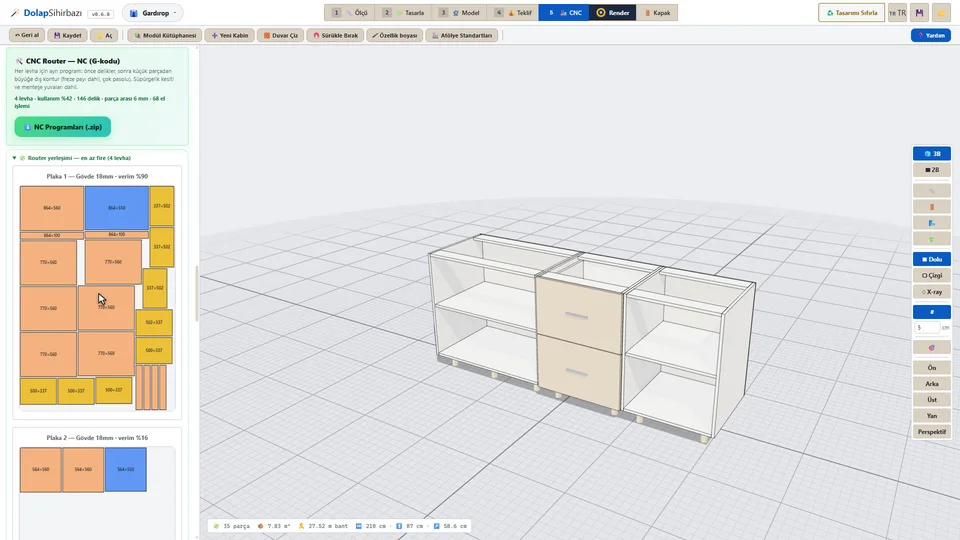 DolapSihirbazı v0.6.8 Gardırop
1 Ölçü 2 Tasarla 3 Model 4 Teklif 5 CNC Render Kapak
Tasarımı Sıfırla TR TR
Geri al Kaydet Aç Modül Kütüphanesi Yeni Kabin Duvar Çiz Sürükle Bırak Özellik boyası Atölye Standartları Yardım
CNC Router — NC (G-kodu)
Her levha için ayrı program: önce delikler, sonra küçük parçadan
büyüğe dış kontur (freze payı dahil, çok pasolu). Süpürgelik kesiti
ve menteşe yuvaları dahil.
4 levha · kullanım %42 · 146 delik · parça arası 6 mm · 68 el
işlemi
NC Programları (.zip)
Router yerleşimi — en az fire (4 levha)
Plaka 1 — Gövde 18mm · verim %90
864×560
337×502
864×100
864×100
337×502
770×560
770×560
337×502
770×560
770×560
502×337
770×560
770×560
500×337
500×337
500×337
500×337
Plaka 2 — Gövde 18mm · verim %16
564×560
564×560
3B
2B
Dolu
Çizgi
X-ray
#
5 cm
Ön
Arka
Üst
Yan
Perspektif
35 parça 7.83 m² 27.52 m bant 210 cm · 87 cm · 58.6 cm